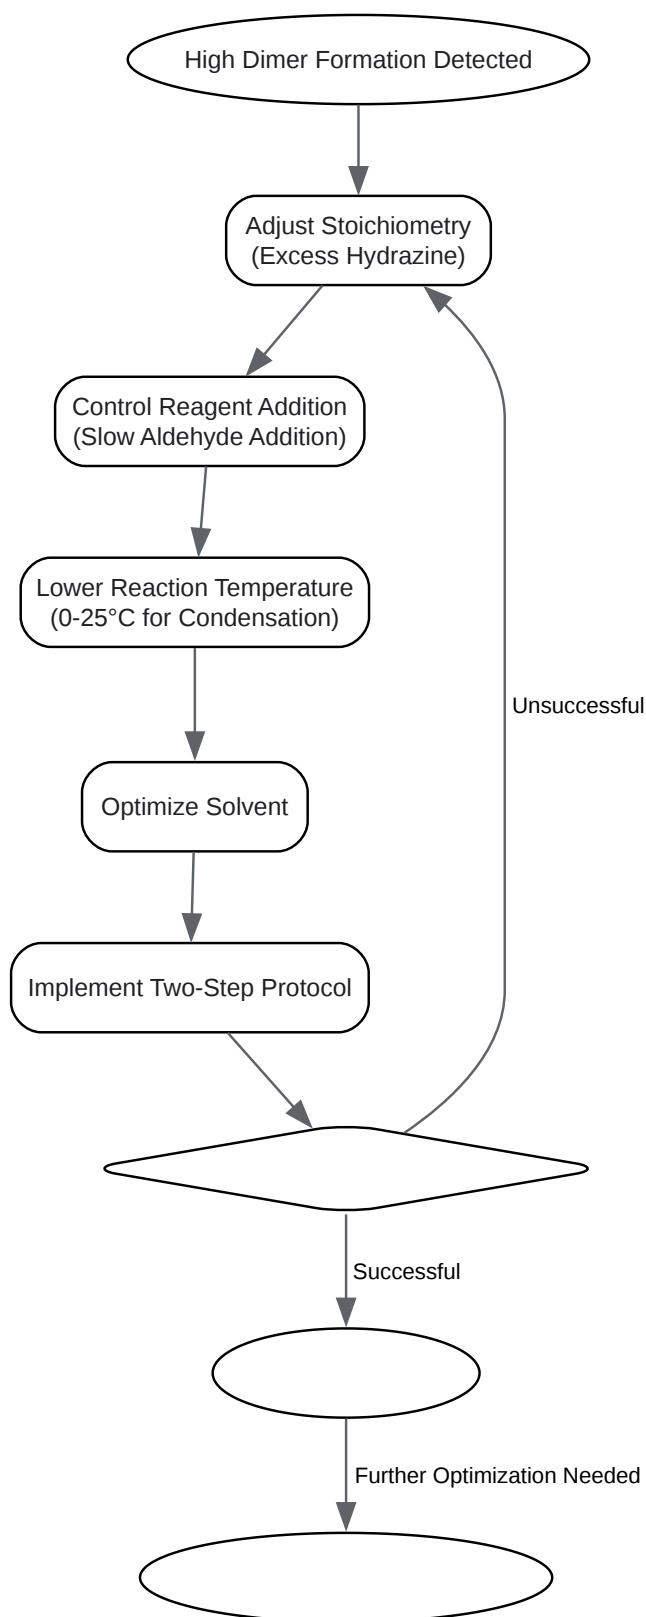 High Dimer Formation Detected
Adjust Stoichiometry
(Excess Hydrazine)
Control Reagent Addition
(Slow Aldehyde Addition)
Lower Reaction Temperature
(0-25°C for Condensation)
Unsuccessful
Optimize Solvent
Implement Two-Step Protocol
Successful
Further Optimization Needed